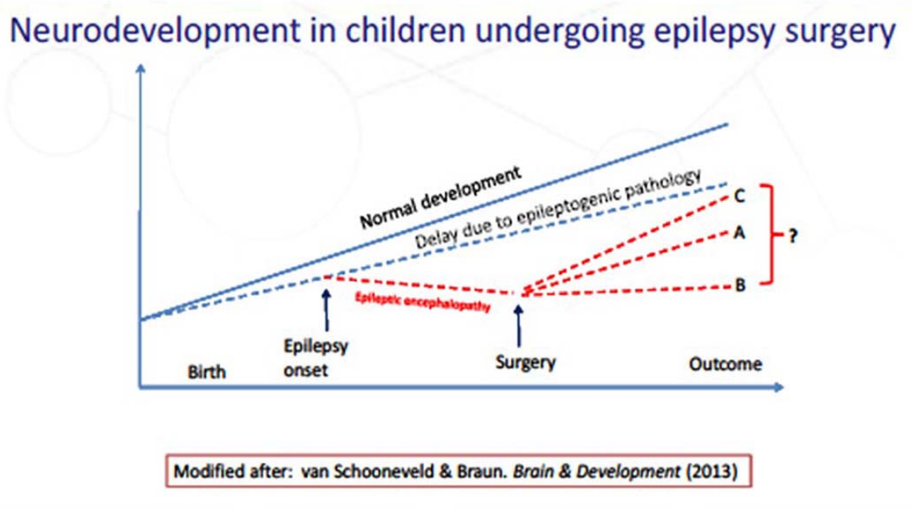 Neurodevelopment in children undergoing epilepsy surgery
Normal development
Delay due to epileptogenic pathology
C
A
?
B
Epileptic encephalopathy
Epilepsy
onset
Surgery
Birth
Outcome
Modified after: van Schooneveld & Braun. Brain & Development (2013)